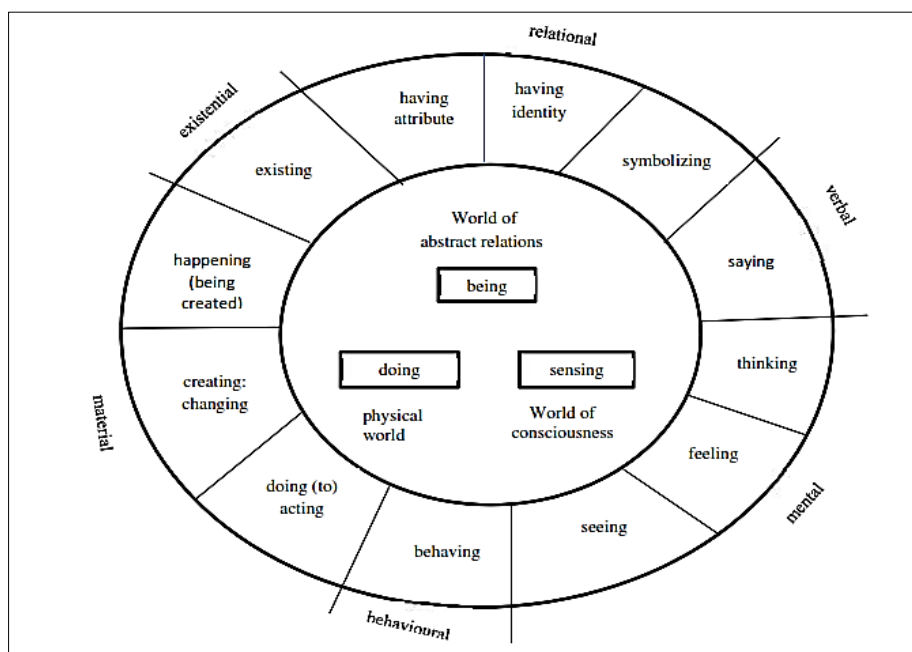 relational
existential
having
attribute
having
identity
existing
symbolizing
verbal
World of
abstract relations
saying
happening
(being
created)
being
doing
sensing
thinking
creating:
changing
physical
world
World of
consciousness
material
feeling
doing (to)
acting
mental
seeing
behaving
behavioural